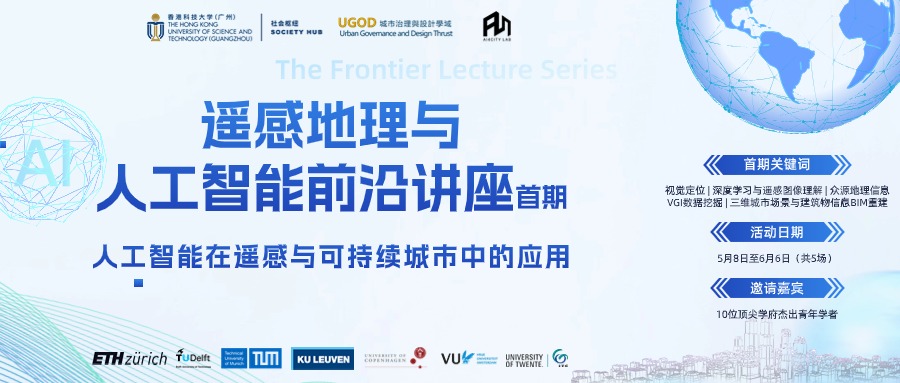 香港科技大學(广州)
THE HONG KONG
UNIVERSITY OF SCIENCE AND
TECHNOLOGY (GUANGZHOU)
社会枢纽
SOCIETY HUB
UGOD 城市治理與設計學域
Urban Governance and Design Thrust
AIRCITY LAB
The Frontier Lecture Series
遥感地理与
人工智能前沿讲座首期
人工智能在遥感与可持续城市中的应用
AI
首期关键词
视觉定位 | 深度学习与遥感图像理解 | 众源地理信息
VGI数据挖掘 | 三维城市场景与建筑物信息BIM重建
活动日期
5月8日至6月6日（共5场）
邀请嘉宾
10位顶尖学府杰出青年学者
ETH zürich
TUDelft
Delft University of Technology
Technical
University
of Munich
TUM
KU LEUVEN
UNIVERSITY OF
COPENHAGEN
VU
UNIVERSITY
OF TWENTE.